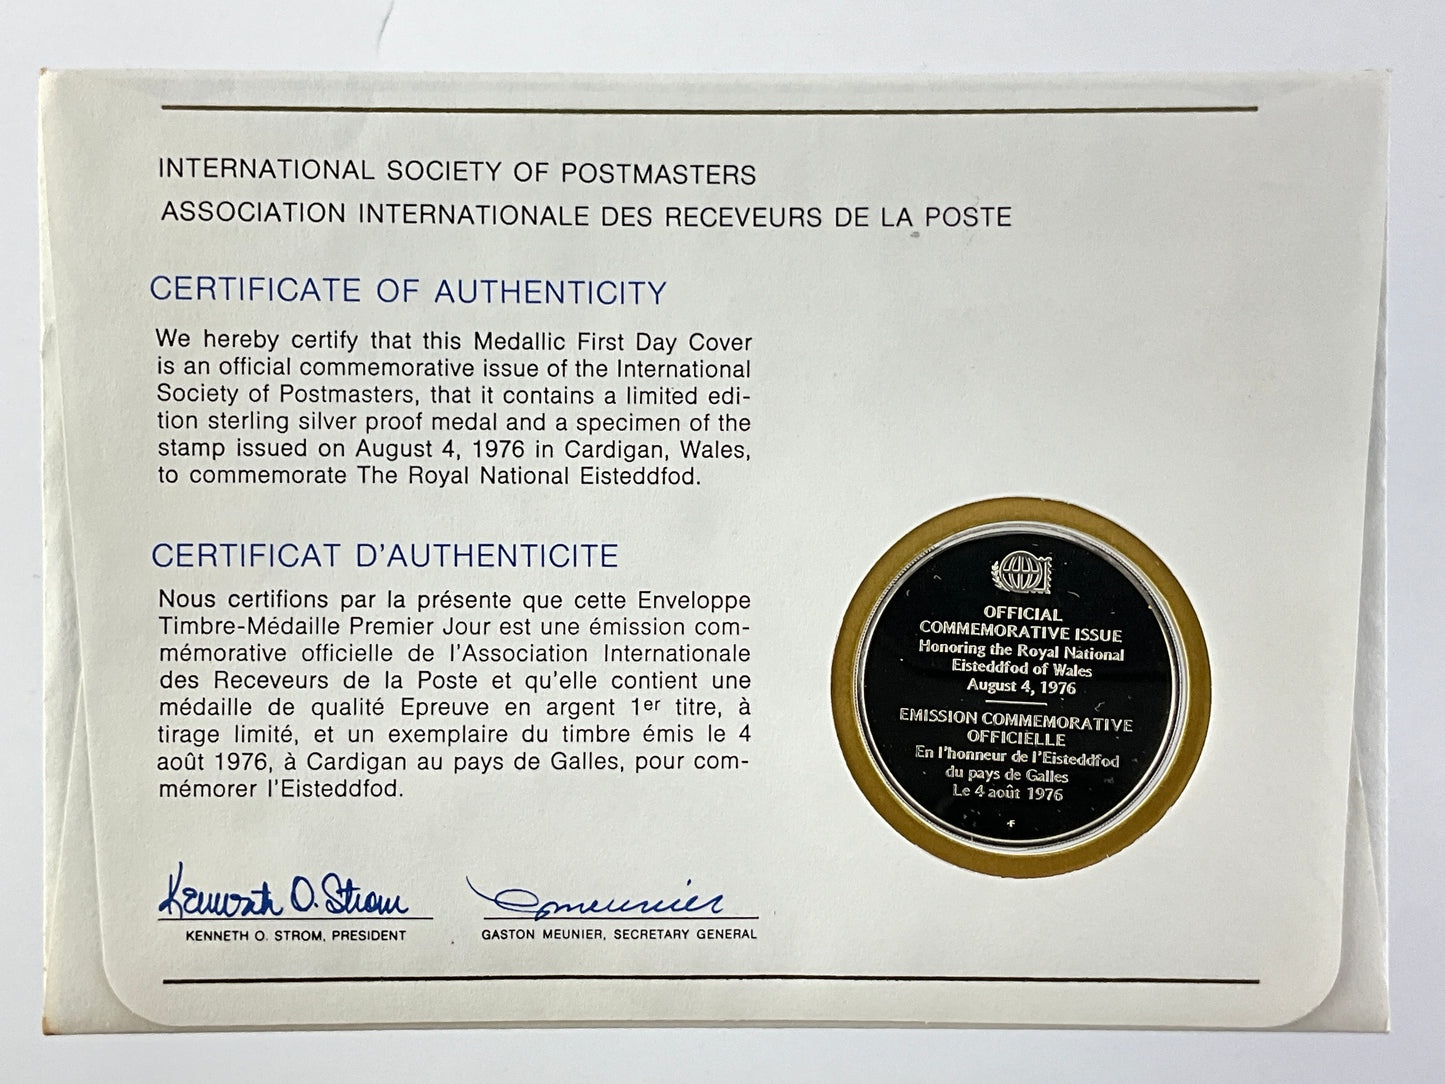 INTERNATIONAL SOCIETY OF POSTMASTERS
ASSOCIATION INTERNATIONALE DES RECEVEURS DE LA POSTE
CERTIFICATE OF AUTHENTICITY
We hereby certify that this Medallic First Day Cover
is an official commemorative issue of the International
Society of Postmasters, that it contains a limited edi-
tion sterling silver proof medal and a specimen of the
stamp issued on August 4, 1976 in Cardigan, Wales,
to commemorate The Royal National Eisteddfod.
CERTIFICAT D'AUTHENTICITE
Nous certifions par la présente que cette Enveloppe
Timbre-Médaille Premier Jour est une émission com-
mémorative officielle de l'Association Internationale
des Receveurs de la Poste et qu'elle contient une
médaille de qualité Epreuve en argent 1er titre, à
tirage limité, et un exemplaire du timbre émis le 4
août 1976, à Cardigan au pays de Galles, pour com-
mémorer l'Eisteddfod.
Kenneth O. Strom
KENNETH O. STROM, PRESIDENT
Gmeunier
GASTON MEUNIER, SECRETARY GENERAL
OFFICIAL
COMMEMORATIVE ISSUE
Honoring the Royal National
Eisteddfod of Wales
August 4, 1976
EMISSION COMMEMORATIVE
OFFICIELLE
En l'honneur de l'Eisteddfod
du pays de Galles
Le 4 août 1976